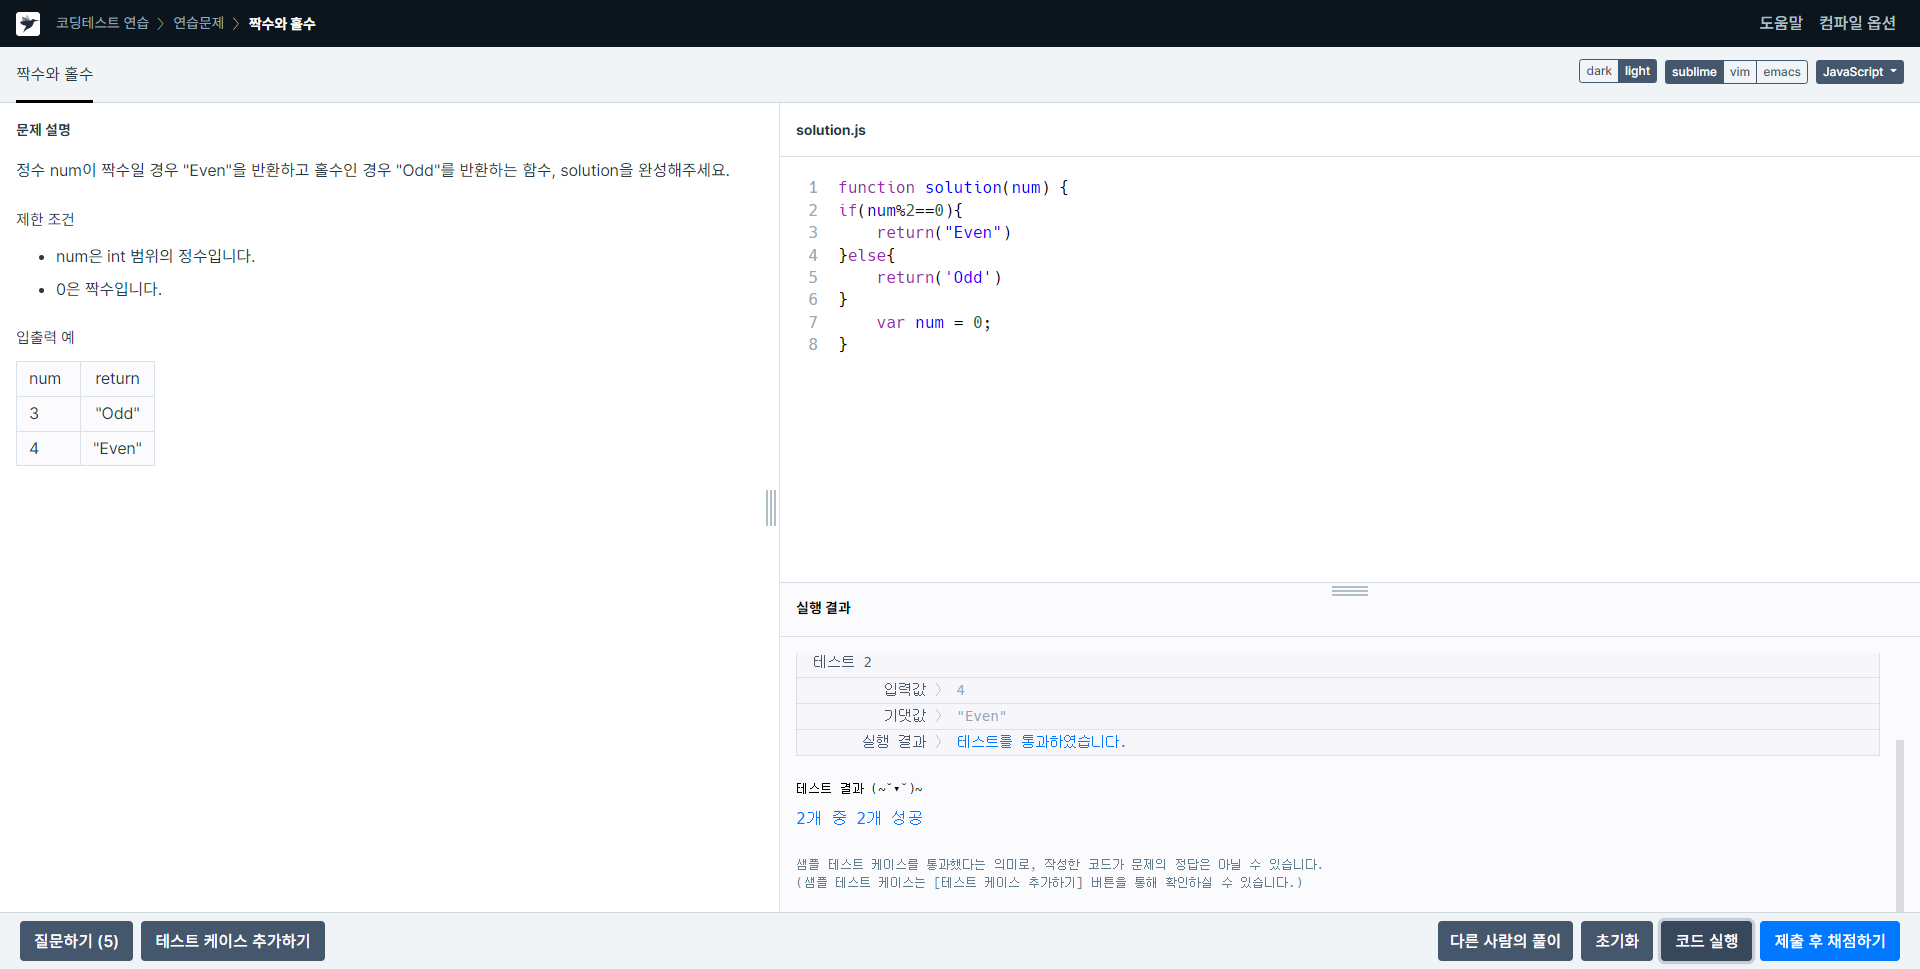 코딩테스트 연습 〉 연습문제 〉 짝수와 홀수
도움말 컴파일 옵션
짝수와 홀수
dark light sublime vim emacs JavaScript
문제 설명
정수 num이 짝수일 경우 "Even"을 반환하고 홀수인 경우 "Odd"를 반환하는 함수, solution을 완성해주세요.
제한 조건
• num은 int 범위의 정수입니다.
• 0은 짝수입니다.
입출력 예
num return
3 "Odd"
4 "Even"
solution.js
1 function solution(num) {
2 if(num%2==0){
3     return("Even")
4 }else{
5     return('Odd')
6 }
7     var num = 0;
8 }
실행 결과
테스트 2
입력값 〉 4
기댓값 〉 "Even"
실행 결과 〉 테스트를 통과하였습니다.
테스트 결과 (~˘▾˘)~
2개 중 2개 성공
샘플 테스트 케이스를 통과했다는 의미로, 작성한 코드가 문제의 정답은 아닐 수 있습니다.
(샘플 테스트 케이스는 [테스트 케이스 추가하기] 버튼을 통해 확인하실 수 있습니다.)
질문하기 (5) 테스트 케이스 추가하기 다른 사람의 풀이 초기화 코드 실행 제출 후 채점하기